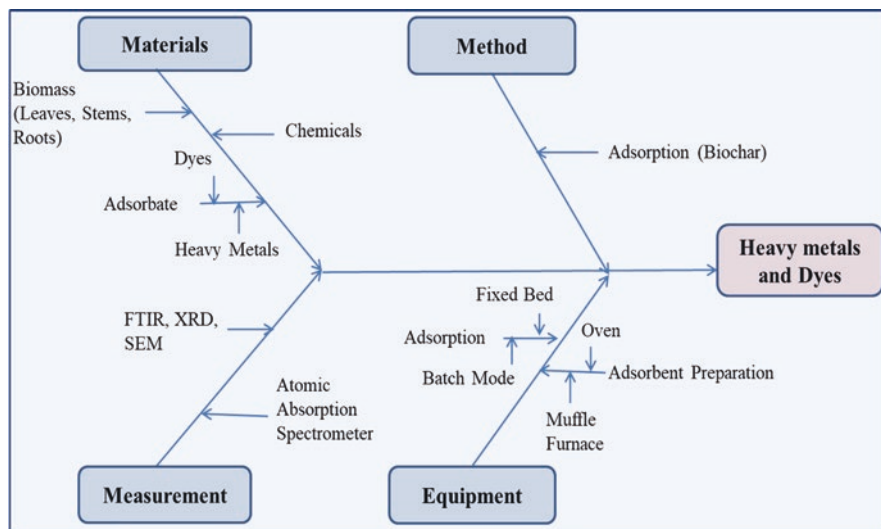 Materials
Method
Biomass
(Leaves, Stems,
Roots)
Chemicals
Dyes
Adsorbate
Heavy Metals
Adsorption (Biochar)
Heavy metals
and Dyes
FTIR, XRD,
SEM
Atomic
Absorption
Spectrometer
Fixed Bed
Adsorption
Batch Mode
Oven
Adsorbent Preparation
Muffle
Furnace
Measurement
Equipment